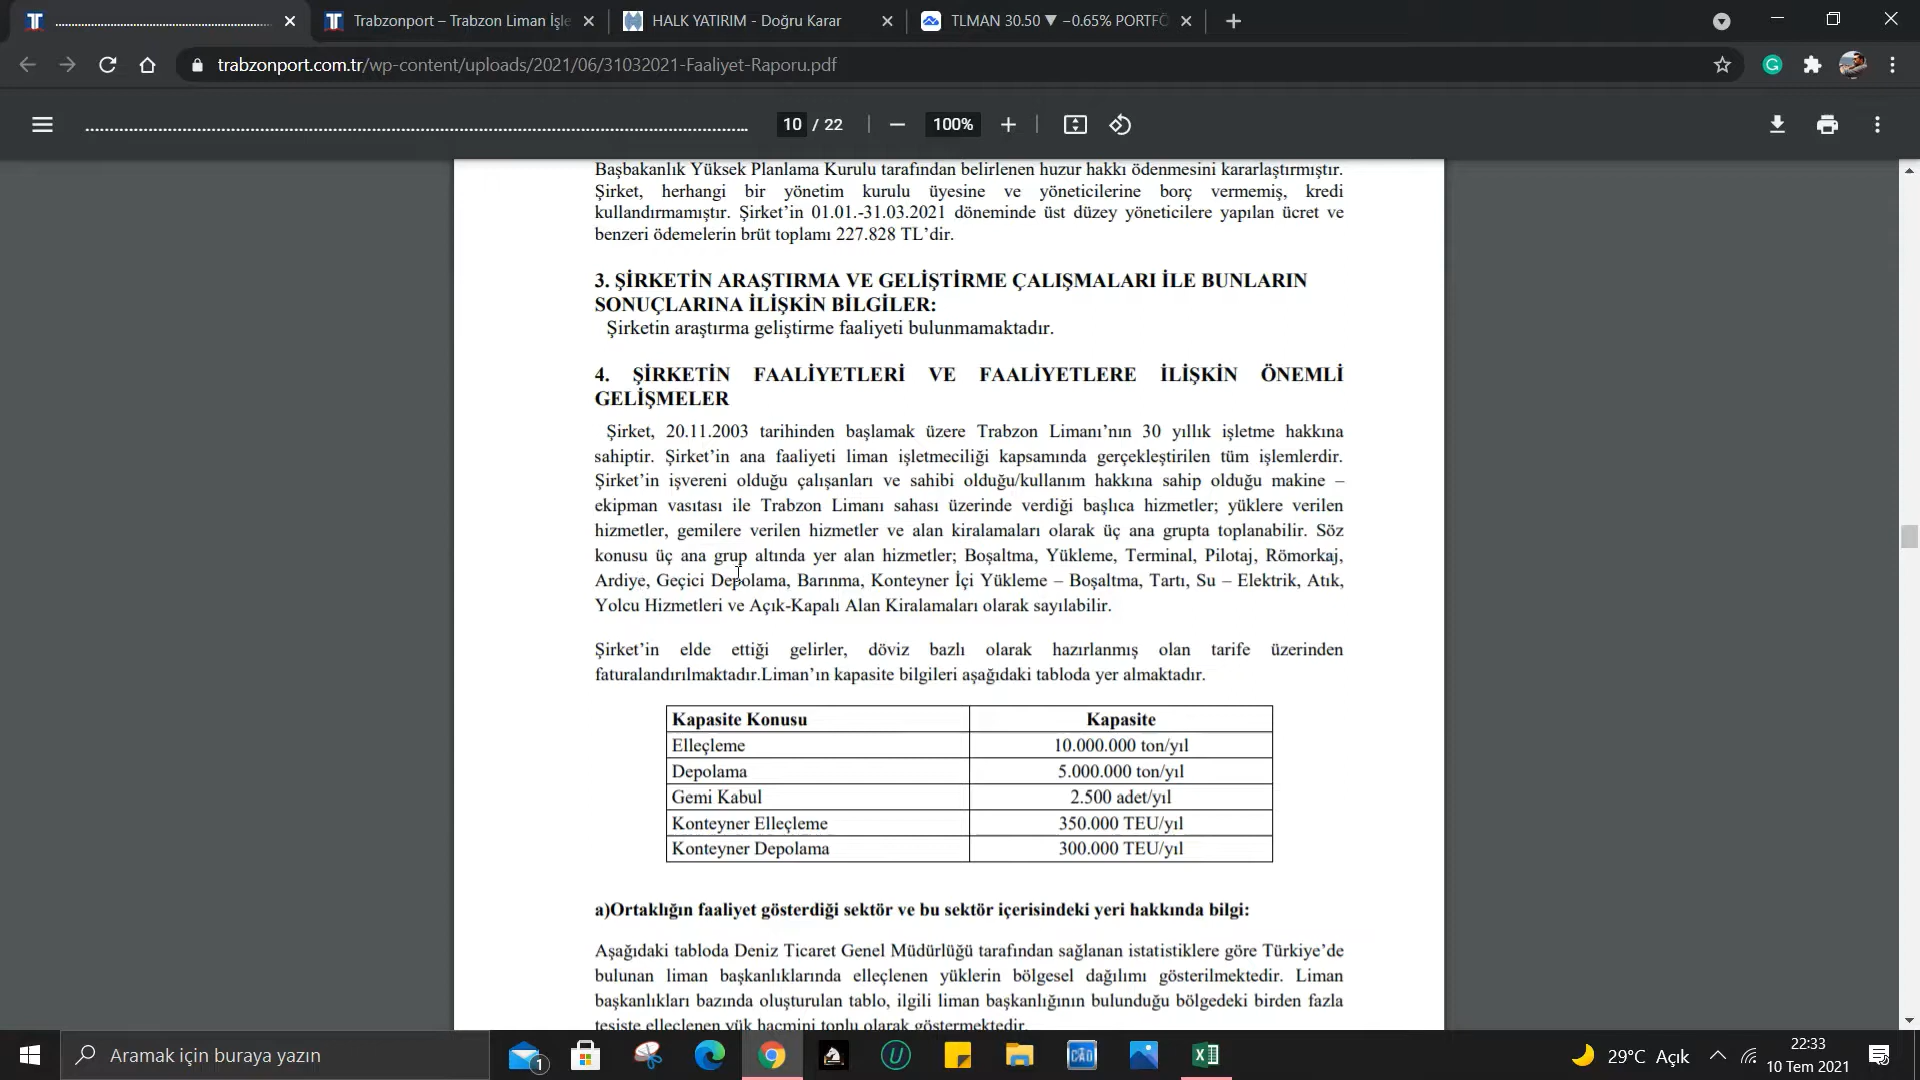 Trabzonport – Trabzon Liman İşle
HALK YATIRIM - Doğru Karar
TLMAN 30.50 ▼ −0.65% PORTFÖ
trabzonport.com.tr/wp-content/uploads/2021/06/31032021-Faaliyet-Raporu.pdf
10 / 22
100%
Başbakanlık Yüksek Planlama Kurulu tarafından belirlenen huzur hakkı ödenmesini kararlaştırmıştır.
Şirket, herhangi bir yönetim kurulu üyesine ve yöneticilerine borç vermemiş, kredi
kullandırmamıştır. Şirket’in 01.01.-31.03.2021 döneminde üst düzey yöneticilere yapılan ücret ve
benzeri ödemelerin brüt toplamı 227.828 TL’dir.
3. ŞİRKETİN ARAŞTIRMA VE GELİŞTİRME ÇALIŞMALARI İLE BUNLARIN
SONUÇLARINA İLİŞKİN BİLGİLER:
Şirketin araştırma geliştirme faaliyeti bulunmamaktadır.
4. ŞİRKETİN FAALİYETLERİ VE FAALİYETLERE İLİŞKİN ÖNEMLİ
GELİŞMELER
Şirket, 20.11.2003 tarihinden başlamak üzere Trabzon Limanı’nın 30 yıllık işletme hakkına
sahiptir. Şirket’in ana faaliyeti liman işletmeciliği kapsamında gerçekleştirilen tüm işlemlerdir.
Şirket’in işvereni olduğu çalışanları ve sahibi olduğu/kullanım hakkına sahip olduğu makine –
ekipman vasıtası ile Trabzon Limanı sahası üzerinde verdiği başlıca hizmetler; yüklere verilen
hizmetler, gemilere verilen hizmetler ve alan kiralamaları olarak üç ana grupta toplanabilir. Söz
konusu üç ana grup altında yer alan hizmetler; Boşaltma, Yükleme, Terminal, Pilotaj, Römorkaj,
Ardiye, Geçici Depolama, Barınma, Konteyner İçi Yükleme – Boşaltma, Tartı, Su – Elektrik, Atık,
Yolcu Hizmetleri ve Açık-Kapalı Alan Kiralamaları olarak sayılabilir.
Şirket’in elde ettiği gelirler, döviz bazlı olarak hazırlanmış olan tarife üzerinden
faturalandırılmaktadır.Liman’ın kapasite bilgileri aşağıdaki tabloda yer almaktadır.
Kapasite Konusu Kapasite
Elleçleme 10.000.000 ton/yıl
Depolama 5.000.000 ton/yıl
Gemi Kabul 2.500 adet/yıl
Konteyner Elleçleme 350.000 TEU/yıl
Konteyner Depolama 300.000 TEU/yıl
a)Ortaklığın faaliyet gösterdiği sektör ve bu sektör içerisindeki yeri hakkında bilgi:
Aşağıdaki tabloda Deniz Ticaret Genel Müdürlüğü tarafından sağlanan istatistiklere göre Türkiye’de
bulunan liman başkanlıklarında elleçlenen yüklerin bölgesel dağılımı gösterilmektedir. Liman
başkanlıkları bazında oluşturulan tablo, ilgili liman başkanlığının bulunduğu bölgedeki birden fazla
tesiste elleçlenen yük hacmini toplu olarak göstermektedir.
Aramak için buraya yazın
1
29°C Açık
22:33
10 Tem 2021